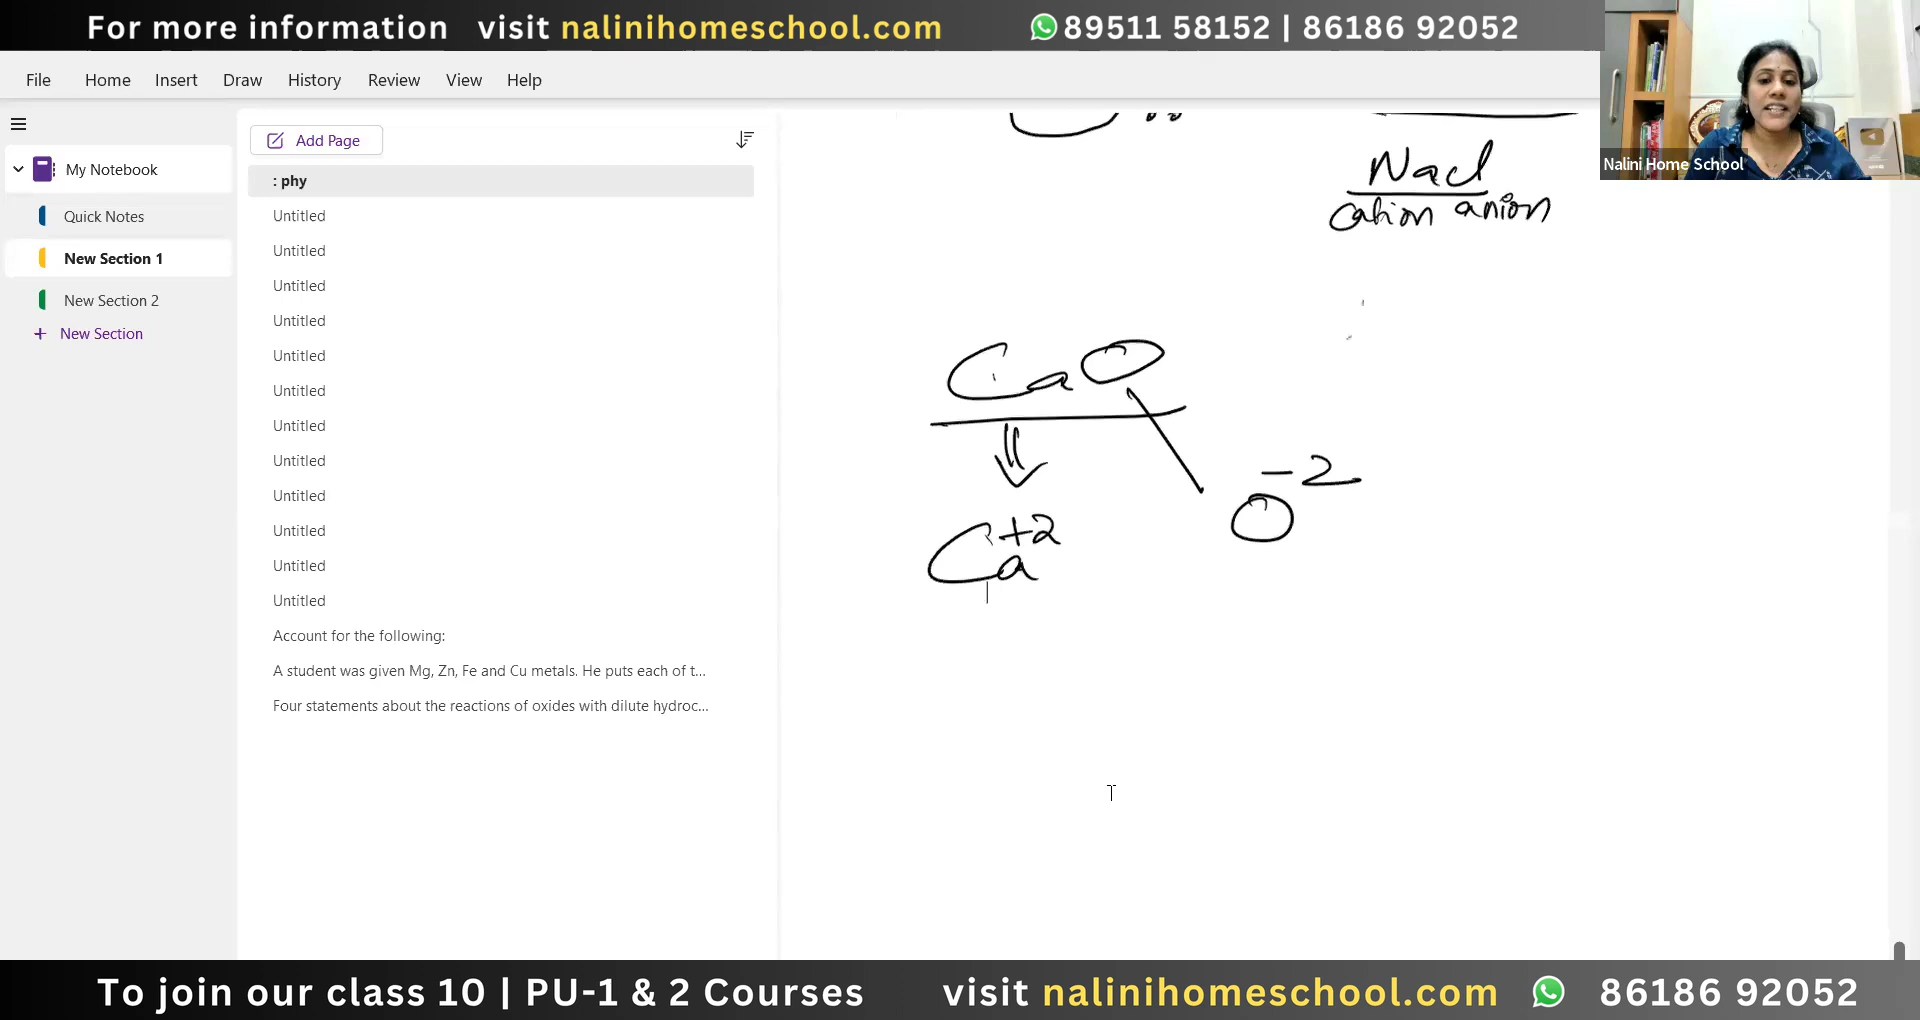 For more information visit nalinihomeschool.com 89511 58152 | 86186 92052
File Home Insert Draw History Review View Help
Nalini Home School
Add Page
My Notebook
Quick Notes
New Section 1
New Section 2
+ New Section
: phy
Untitled
Untitled
Untitled
Untitled
Untitled
Untitled
Untitled
Untitled
Untitled
Untitled
Untitled
Untitled
Account for the following:
A student was given Mg, Zn, Fe and Cu metals. He puts each of t...
Four statements about the reactions of oxides with dilute hydroc...
Nacl
cation anion
CaO
Ca+2
O-2
To join our class 10 | PU-1 & 2 Courses visit nalinihomeschool.com 86186 92052